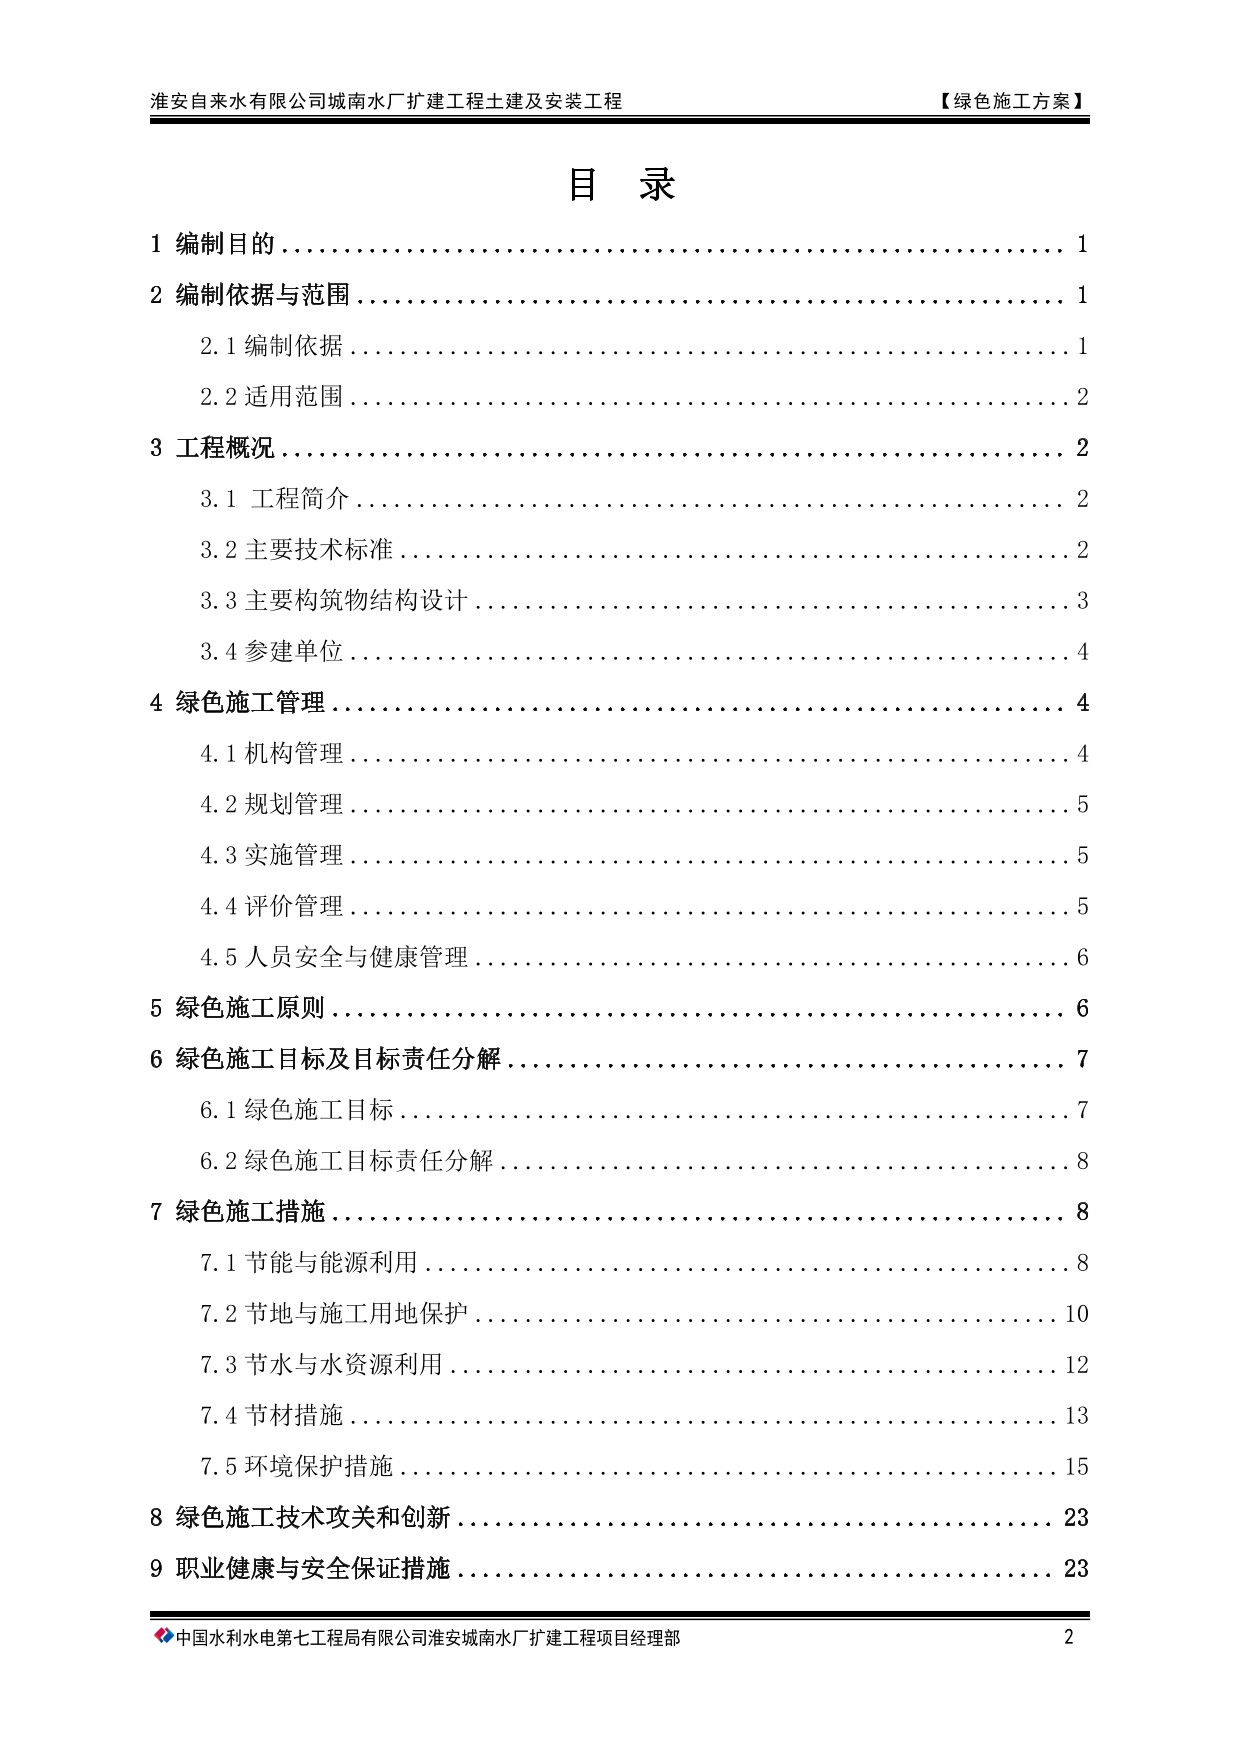 淮安自来水有限公司城南水厂扩建工程土建及安装工程 【绿色施工方案】
目 录
1 编制目的............................................................... 1
2 编制依据与范围......................................................... 1
2.1 编制依据.......................................................... 1
2.2 适用范围.......................................................... 2
3 工程概况............................................................... 2
3.1 工程简介......................................................... 2
3.2 主要技术标准...................................................... 2
3.3 主要构筑物结构设计................................................ 3
3.4 参建单位.......................................................... 4
4 绿色施工管理........................................................... 4
4.1 机构管理.......................................................... 4
4.2 规划管理.......................................................... 5
4.3 实施管理.......................................................... 5
4.4 评价管理.......................................................... 5
4.5 人员安全与健康管理................................................ 6
5 绿色施工原则........................................................... 6
6 绿色施工目标及目标责任分解............................................. 7
6.1 绿色施工目标...................................................... 7
6.2 绿色施工目标责任分解.............................................. 8
7 绿色施工措施........................................................... 8
7.1 节能与能源利用.................................................... 8
7.2 节地与施工用地保护............................................... 10
7.3 节水与水资源利用................................................. 12
7.4 节材措施......................................................... 13
7.5 环境保护措施..................................................... 15
8 绿色施工技术攻关和创新................................................ 23
9 职业健康与安全保证措施................................................ 23
中国水利水电第七工程局有限公司淮安城南水厂扩建工程项目经理部 2